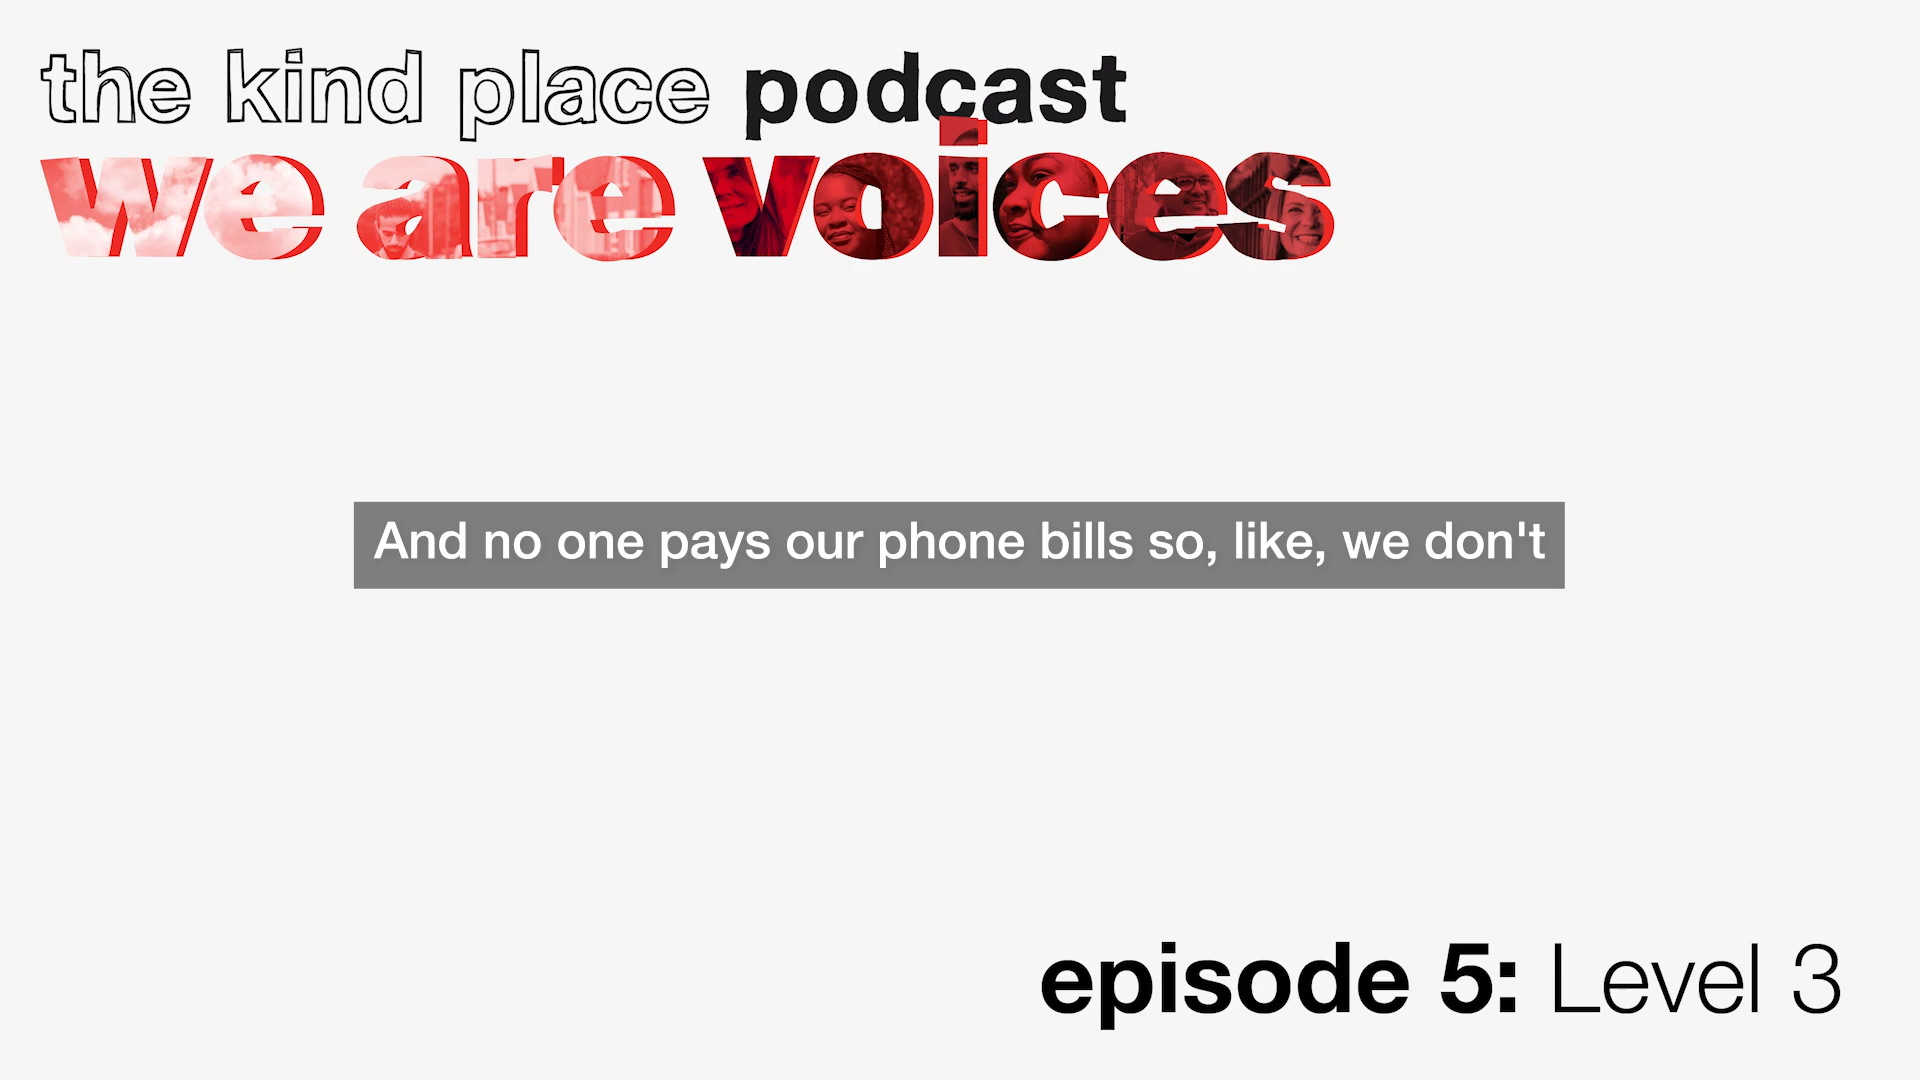 the kind place podcast
we are voices
And no one pays our phone bills so, like, we don't
episode 5: Level 3